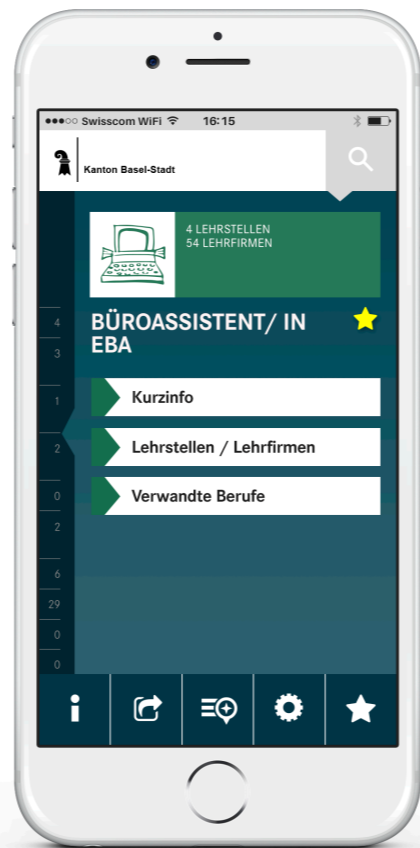 Swisscom WiFi 16:15
Kanton Basel-Stadt
4 LEHRSTELLEN
54 LEHRFIRMEN
BÜROASSISTENT/ IN
EBA
Kurzinfo
Lehrstellen / Lehrfirmen
Verwandte Berufe
4
3
1
2
0
2
6
29
0
0